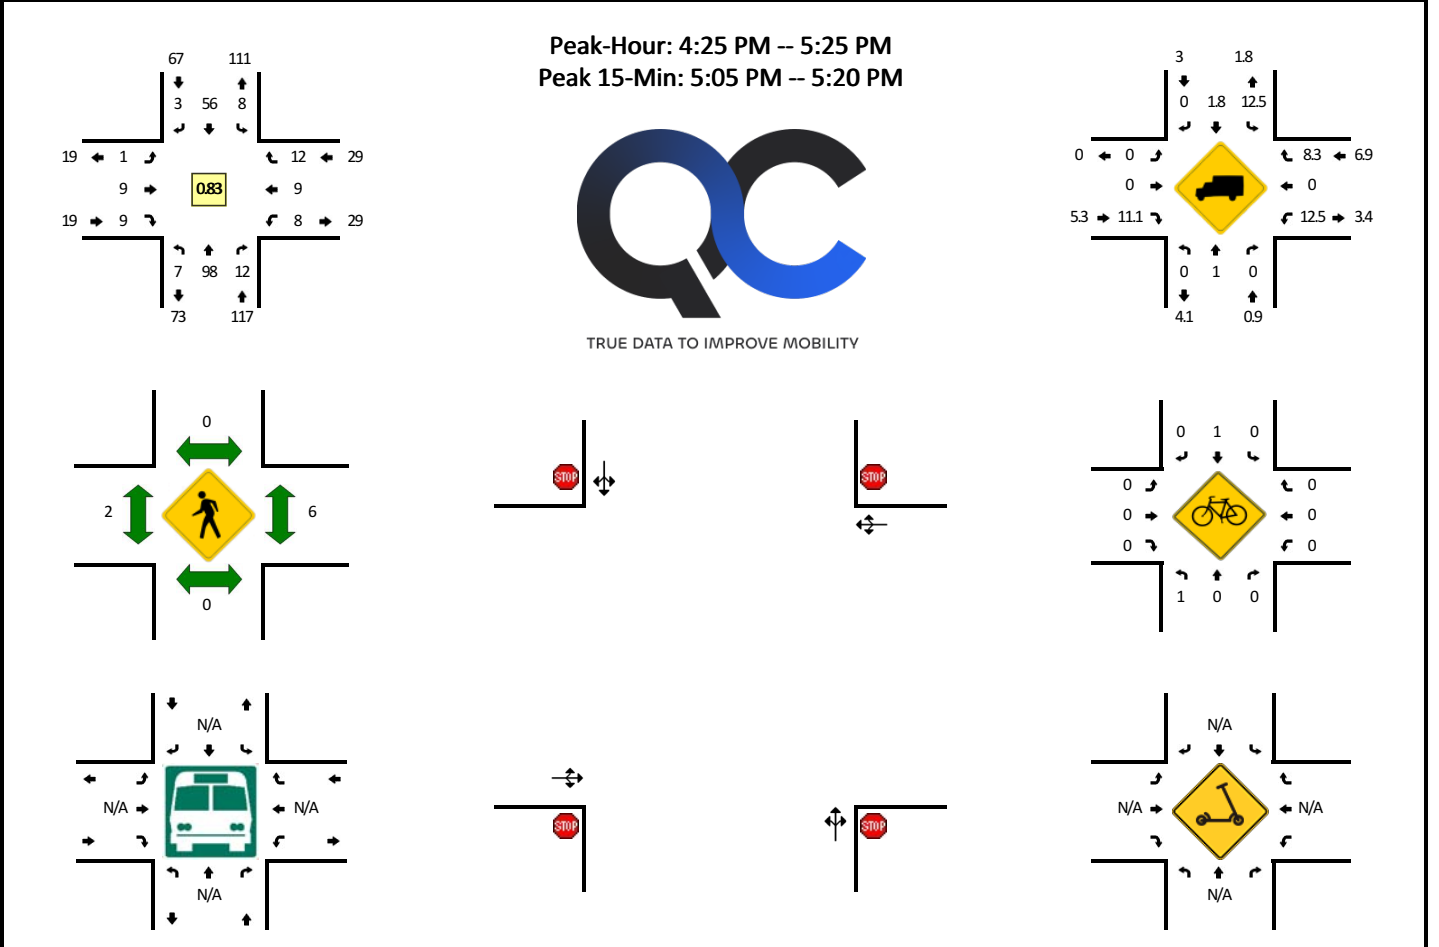 Peak-Hour: 4:25 PM -- 5:25 PM
Peak 15-Min: 5:05 PM -- 5:20 PM
67 111
3 56 8
19 1 12 29
9 0.83 9
19 9 8 29
7 98 12
73 117
TRUE DATA TO IMPROVE MOBILITY
3 1.8
0 1.8 12.5
0 0 8.3 6.9
0 0
5.3 11.1 12.5 3.4
0 1 0
4.1 0.9
0
2 6
0
STOP STOP
STOP STOP
0 1 0
0 0
0 0
0 0
1 0 0
N/A
N/A N/A
N/A
N/A
N/A N/A
N/A